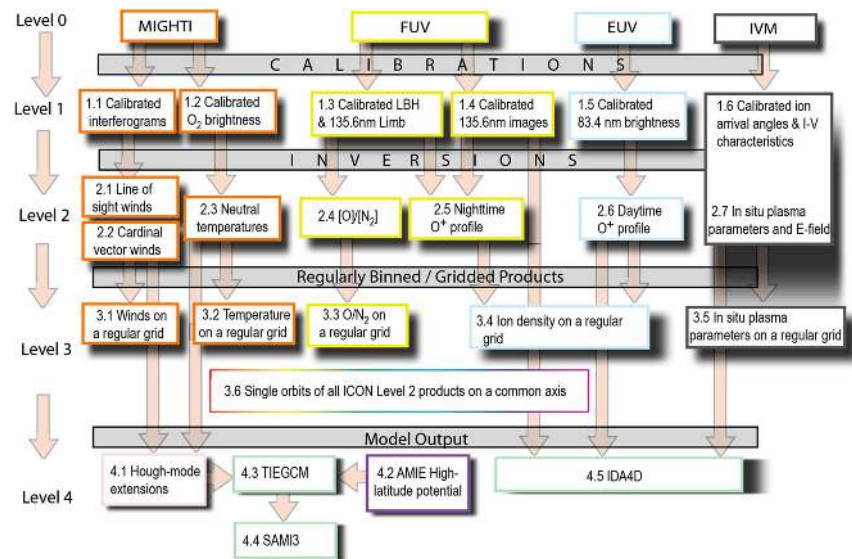 Level 0
MIGHTI
FUV
EUV
IVM
C A L I B R A T I O N S
Level 1
1.1 Calibrated
interferograms
1.2 Calibrated
O₂ brightness
1.3 Calibrated LBH
& 135.6nm Limb
1.4 Calibrated
135.6nm images
1.5 Calibrated
83.4 nm brightness
1.6 Calibrated ion
arrival angles & I-V
characteristics
I N V E R S I O N S
Level 2
2.1 Line of
sight winds
2.2 Cardinal
vector winds
2.3 Neutral
temperatures
2.4 [O]/[N₂]
2.5 Nighttime
O⁺ profile
2.6 Daytime
O⁺ profile
2.7 In situ plasma
parameters and E-field
Regularly Binned / Gridded Products
Level 3
3.1 Winds on
a regular grid
3.2 Temperature
on a regular grid
3.3 O/N₂ on
a regular grid
3.4 Ion density on a regular
grid
3.5 In situ plasma
parameters on a regular grid
3.6 Single orbits of all ICON Level 2 products on a common axis
Model Output
Level 4
4.1 Hough-mode
extensions
4.3 TIEGCM
4.2 AMIE High-
latitude potential
4.5 IDA4D
4.4 SAMI3